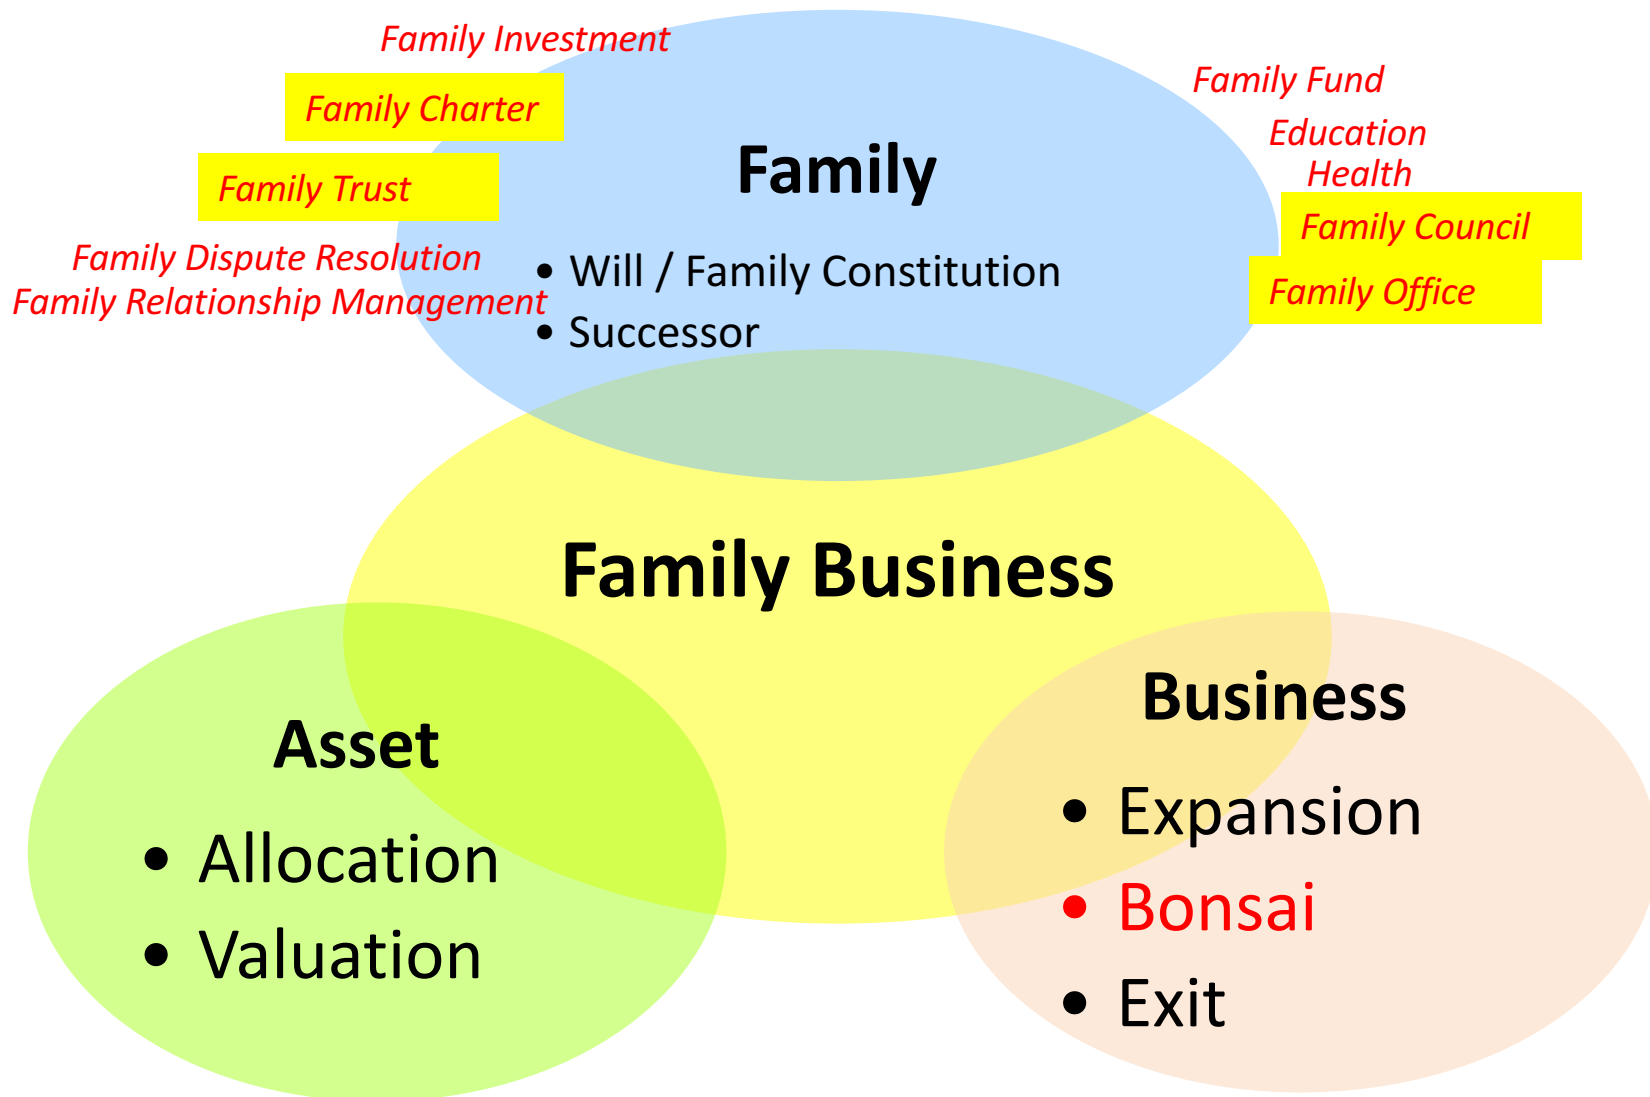 Family Investment
Family Charter
Family Trust
Family Dispute Resolution
Family Relationship Management
Family Fund
Education
Health
Family Council
Family Office
Family
• Will / Family Constitution
• Successor
Family Business
Asset
• Allocation
• Valuation
Business
• Expansion
• Bonsai
• Exit